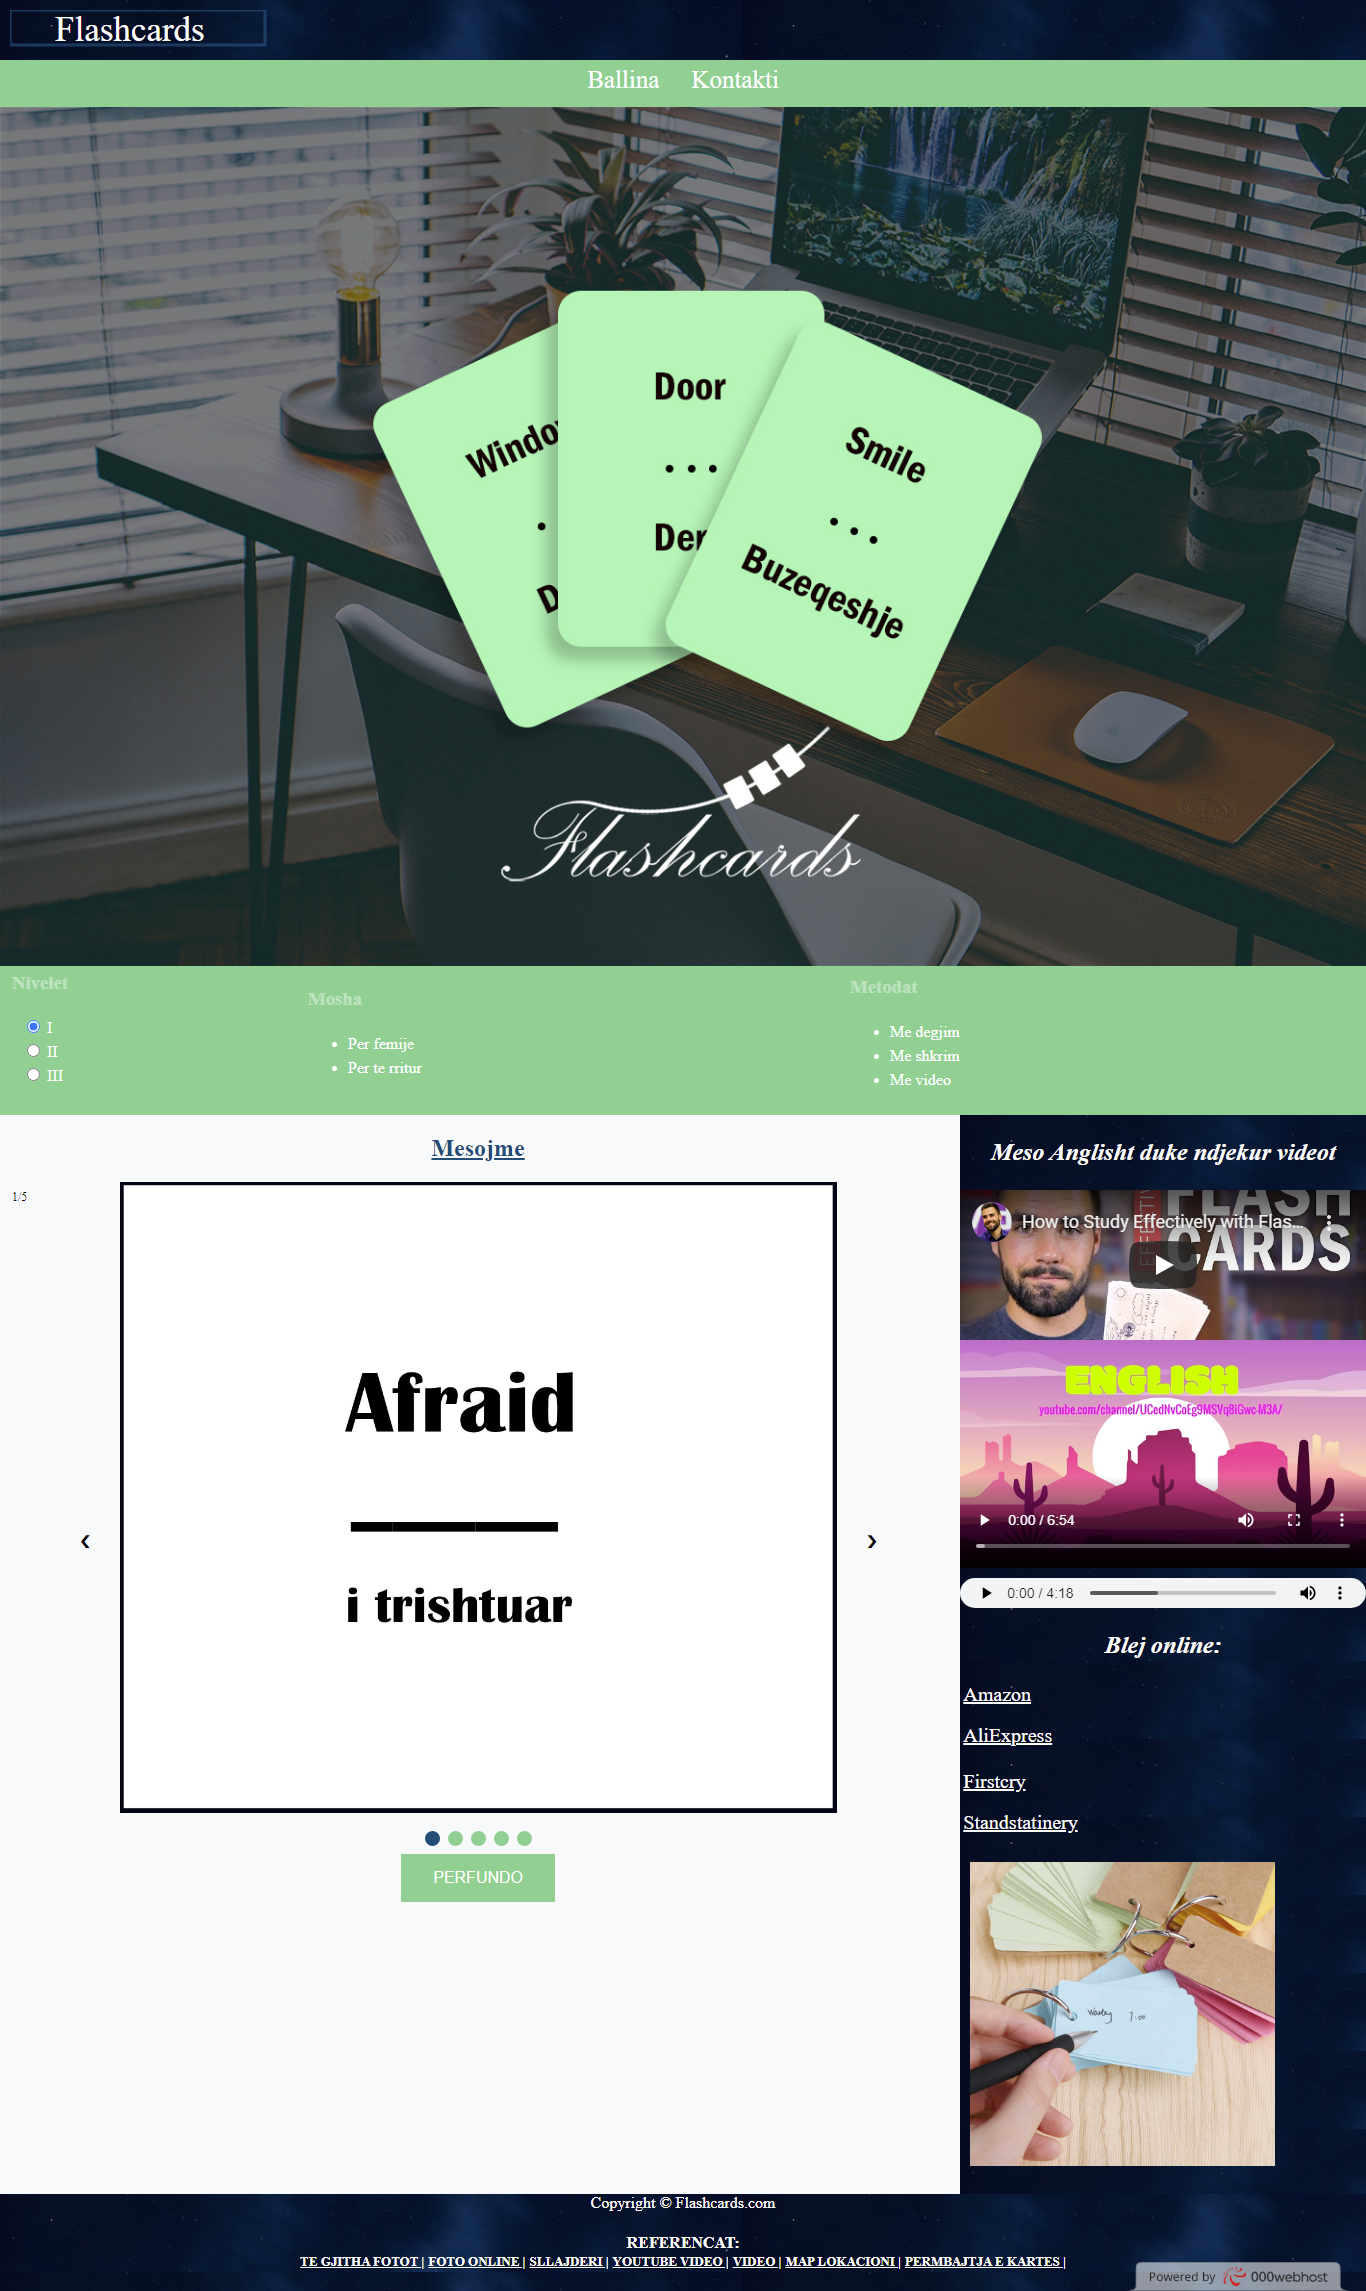 Flashcards
Ballina Kontakti
Door
Smile
Buzeqeshje
Flashcards
Nivelet
I
II
III
Mosha
Per femije
Per te rritur
Metodat
Me degjim
Me shkrim
Me video
Mesojme
1/5
Afraid
i trishtuar
❮ ❯
PERFUNDO
Meso Anglisht duke ndjekur videot
How to Study Effectively with Flas...
FLASH
CARDS
ENGLISH
youtube.com/channel/UCedNvCoEg9MSVq8iGwc-M3A/
0:00 / 6:54
0:00 / 4:18
Blej online:
Amazon
AliExpress
Firstcry
Standstatinery
Copyright © Flashcards.com
REFERENCAT:
TE GJITHA FOTOT | FOTO ONLINE | SLLAJDERI | YOUTUBE VIDEO | VIDEO | MAP LOKACIONI | PERMBAJTJA E KARTES |
Powered by 000webhost